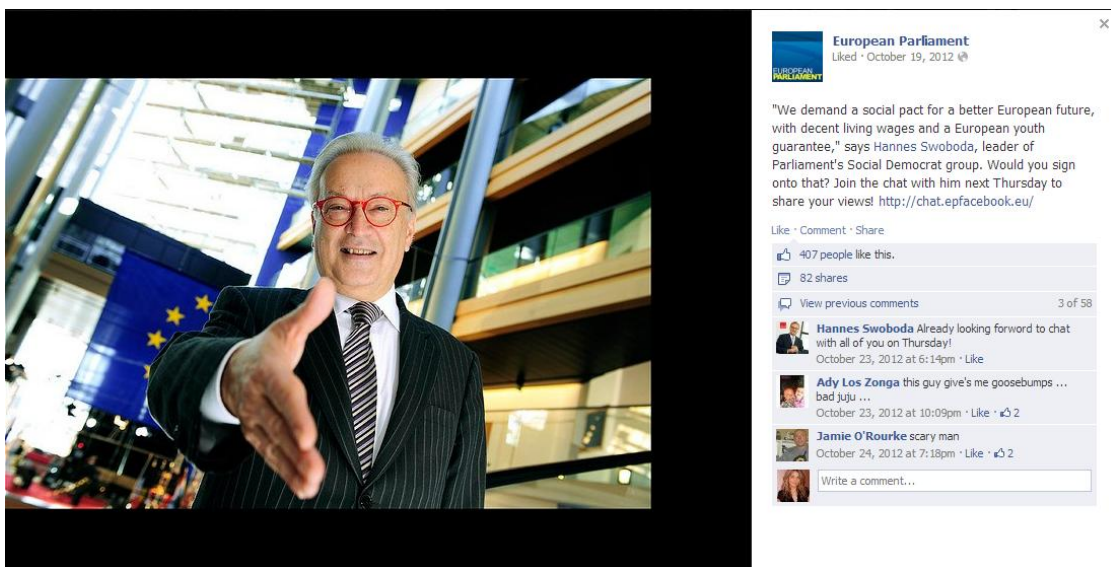 European Parliament
Liked · October 19, 2012
EUROPEAN
PARLIAMENT
"We demand a social pact for a better European future,
with decent living wages and a European youth
guarantee," says Hannes Swoboda, leader of
Parliament's Social Democrat group. Would you sign
onto that? Join the chat with him next Thursday to
share your views! http://chat.epfacebook.eu/
Like · Comment · Share
407 people like this.
82 shares
View previous comments 3 of 58
Hannes Swoboda Already looking forword to chat
with all of you on Thursday!
October 23, 2012 at 6:14pm · Like
Ady Los Zonga this guy give's me goosebumps ...
bad juju ...
October 23, 2012 at 10:09pm · Like · 2
Jamie O'Rourke scary man
October 24, 2012 at 7:18pm · Like · 2
Write a comment...